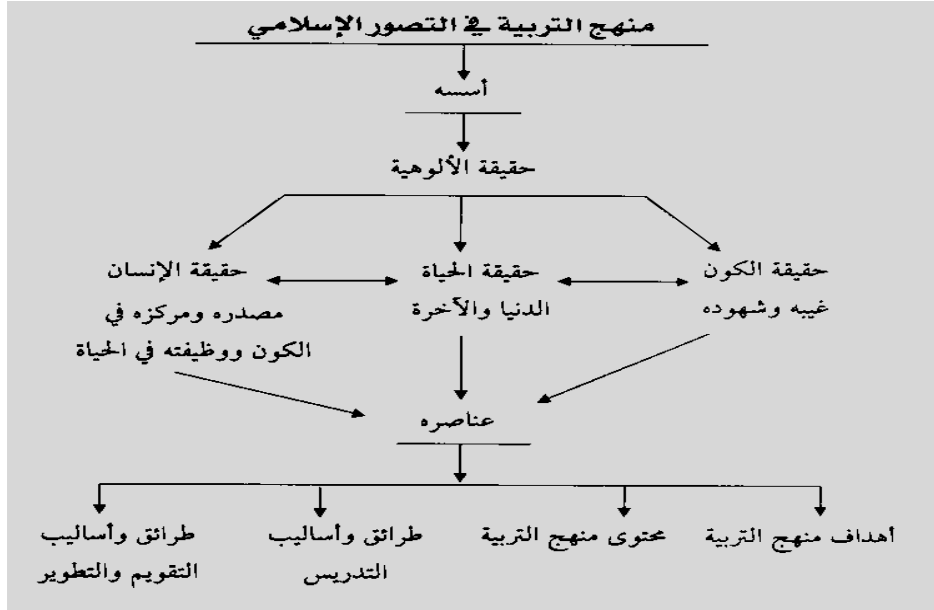 منهج التربية في التصور الإسلامي
أسسه
حقيقة الألوهية
حقيقة الكون
غيبه وشهوده
حقيقة الحياة
الدنيا والآخرة
حقيقة الإنسان
مصدره ومركزه في
الكون ووظيفته في الحياة
عناصره
أهداف منهج التربية
محتوى منهج التربية
طرائق وأساليب
التدريس
طرائق وأساليب
التقويم والتطوير